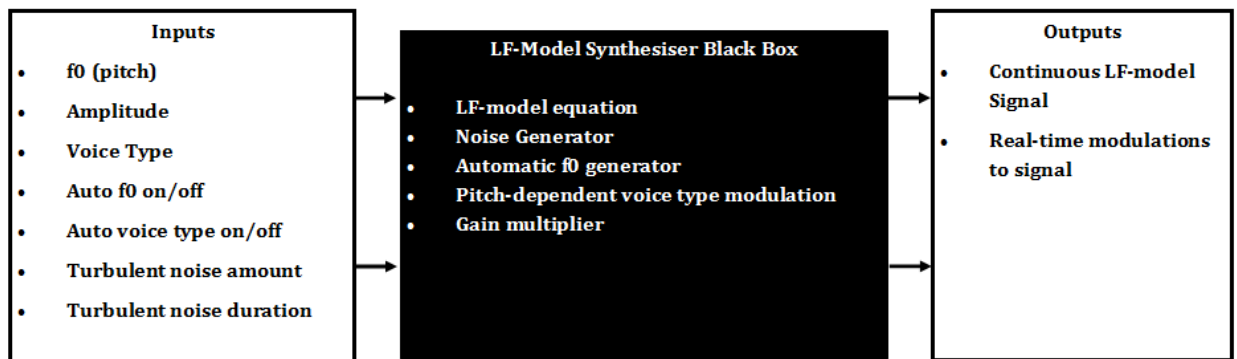 Inputs
• f0 (pitch)
• Amplitude
• Voice Type
• Auto f0 on/off
• Auto voice type on/off
• Turbulent noise amount
• Turbulent noise duration
LF-Model Synthesiser Black Box
• LF-model equation
• Noise Generator
• Automatic f0 generator
• Pitch-dependent voice type modulation
• Gain multiplier
Outputs
• Continuous LF-model
Signal
• Real-time modulations
to signal